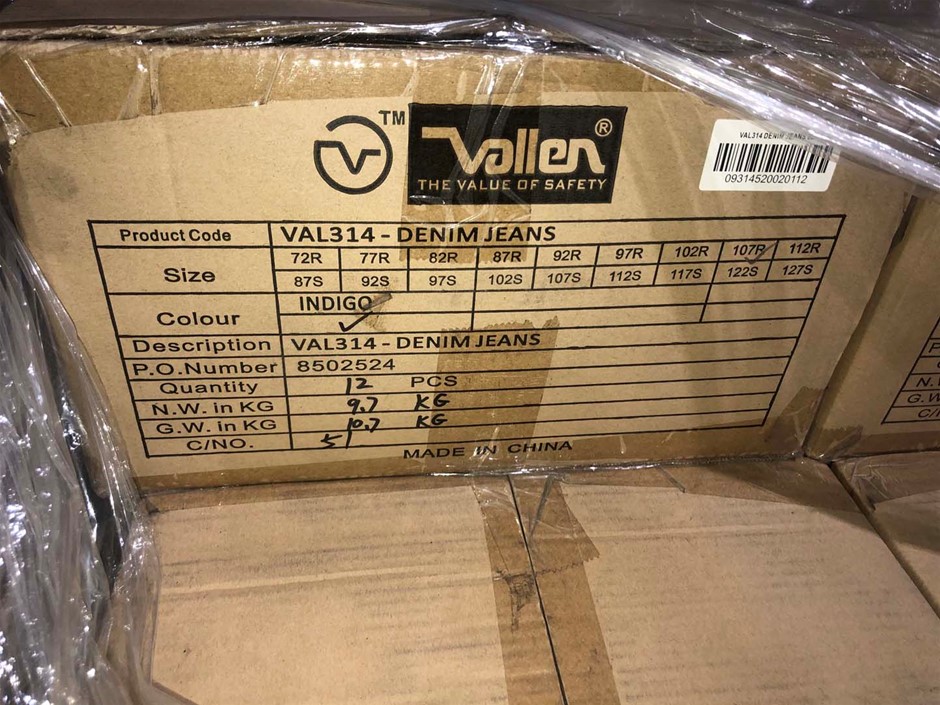 TM
Vallen ®
THE VALUE OF SAFETY
VAL314 DENIM JEANS
09314520020112
Product Code VAL314 - DENIM JEANS
Size 72R 77R 82R 87R 92R 97R 102R 107R 112R
87S 92S 97S 102S 107S 112S 117S 122S 127S
Colour INDIGO
Description VAL314 - DENIM JEANS
P.O.Number 8502524
Quantity 12 PCS
N.W. in KG 9.7 KG
G.W. in KG 10.7 KG
C/NO. 51
MADE IN CHINA
N.
G.W
C/N